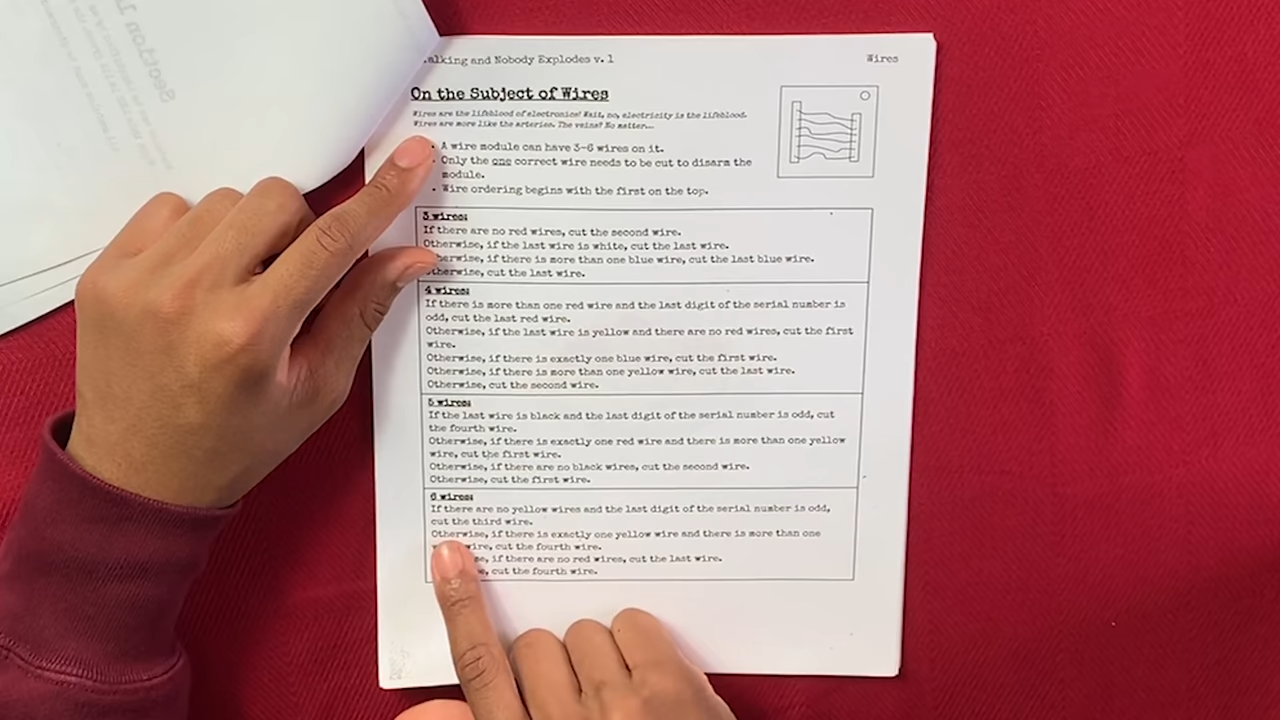 alking and Nobody Explodes v. 1
Wires
On the Subject of Wires
Wires are the lifeblood of electronics! Wait, no, electricity is the lifeblood.
Wires are more like the arteries. The veins? No matter...
• A wire module can have 3-6 wires on it.
• Only the one correct wire needs to be cut to disarm the
module.
• Wire ordering begins with the first on the top.
3 wires:
If there are no red wires, cut the second wire.
Otherwise, if the last wire is white, cut the last wire.
herwise, if there is more than one blue wire, cut the last blue wire.
Otherwise, cut the last wire.
4 wires:
If there is more than one red wire and the last digit of the serial number is
odd, cut the last red wire.
Otherwise, if the last wire is yellow and there are no red wires, cut the first
wire.
Otherwise, if there is exactly one blue wire, cut the first wire.
Otherwise, if there is more than one yellow wire, cut the last wire.
Otherwise, cut the second wire.
5 wires:
If the last wire is black and the last digit of the serial number is odd, cut
the fourth wire.
Otherwise, if there is exactly one red wire and there is more than one yellow
wire, cut the first wire.
Otherwise, if there are no black wires, cut the second wire.
Otherwise, cut the first wire.
6 wires:
If there are no yellow wires and the last digit of the serial number is odd,
cut the third wire.
Otherwise, if there is exactly one yellow wire and there is more than one
wire, cut the fourth wire.
se, if there are no red wires, cut the last wire.
e, cut the fourth wire.
Section 1